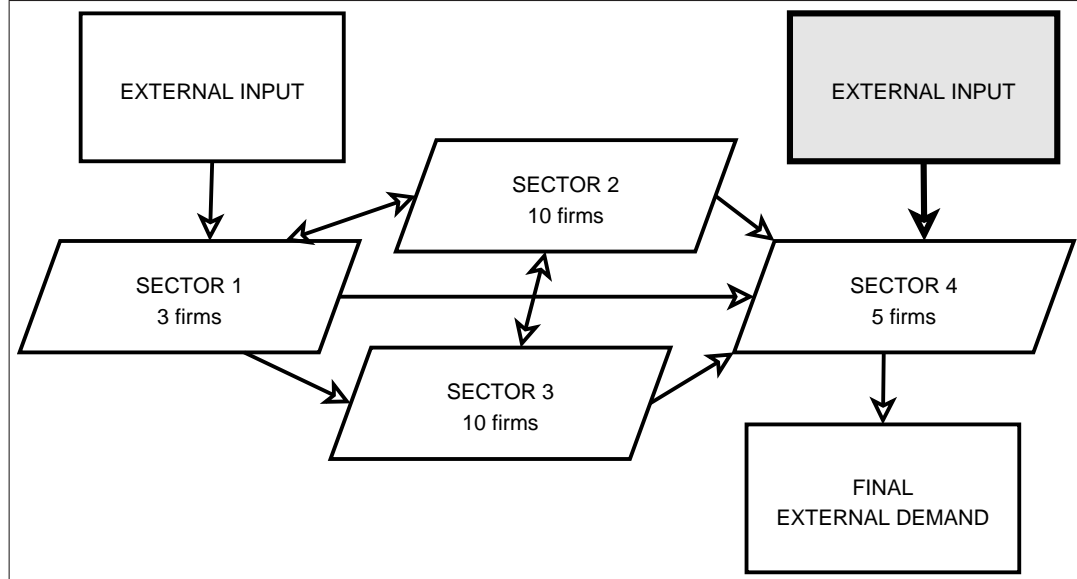 EXTERNAL INPUT
EXTERNAL INPUT
SECTOR 2
10 firms
SECTOR 1
3 firms
SECTOR 4
5 firms
SECTOR 3
10 firms
FINAL
EXTERNAL DEMAND